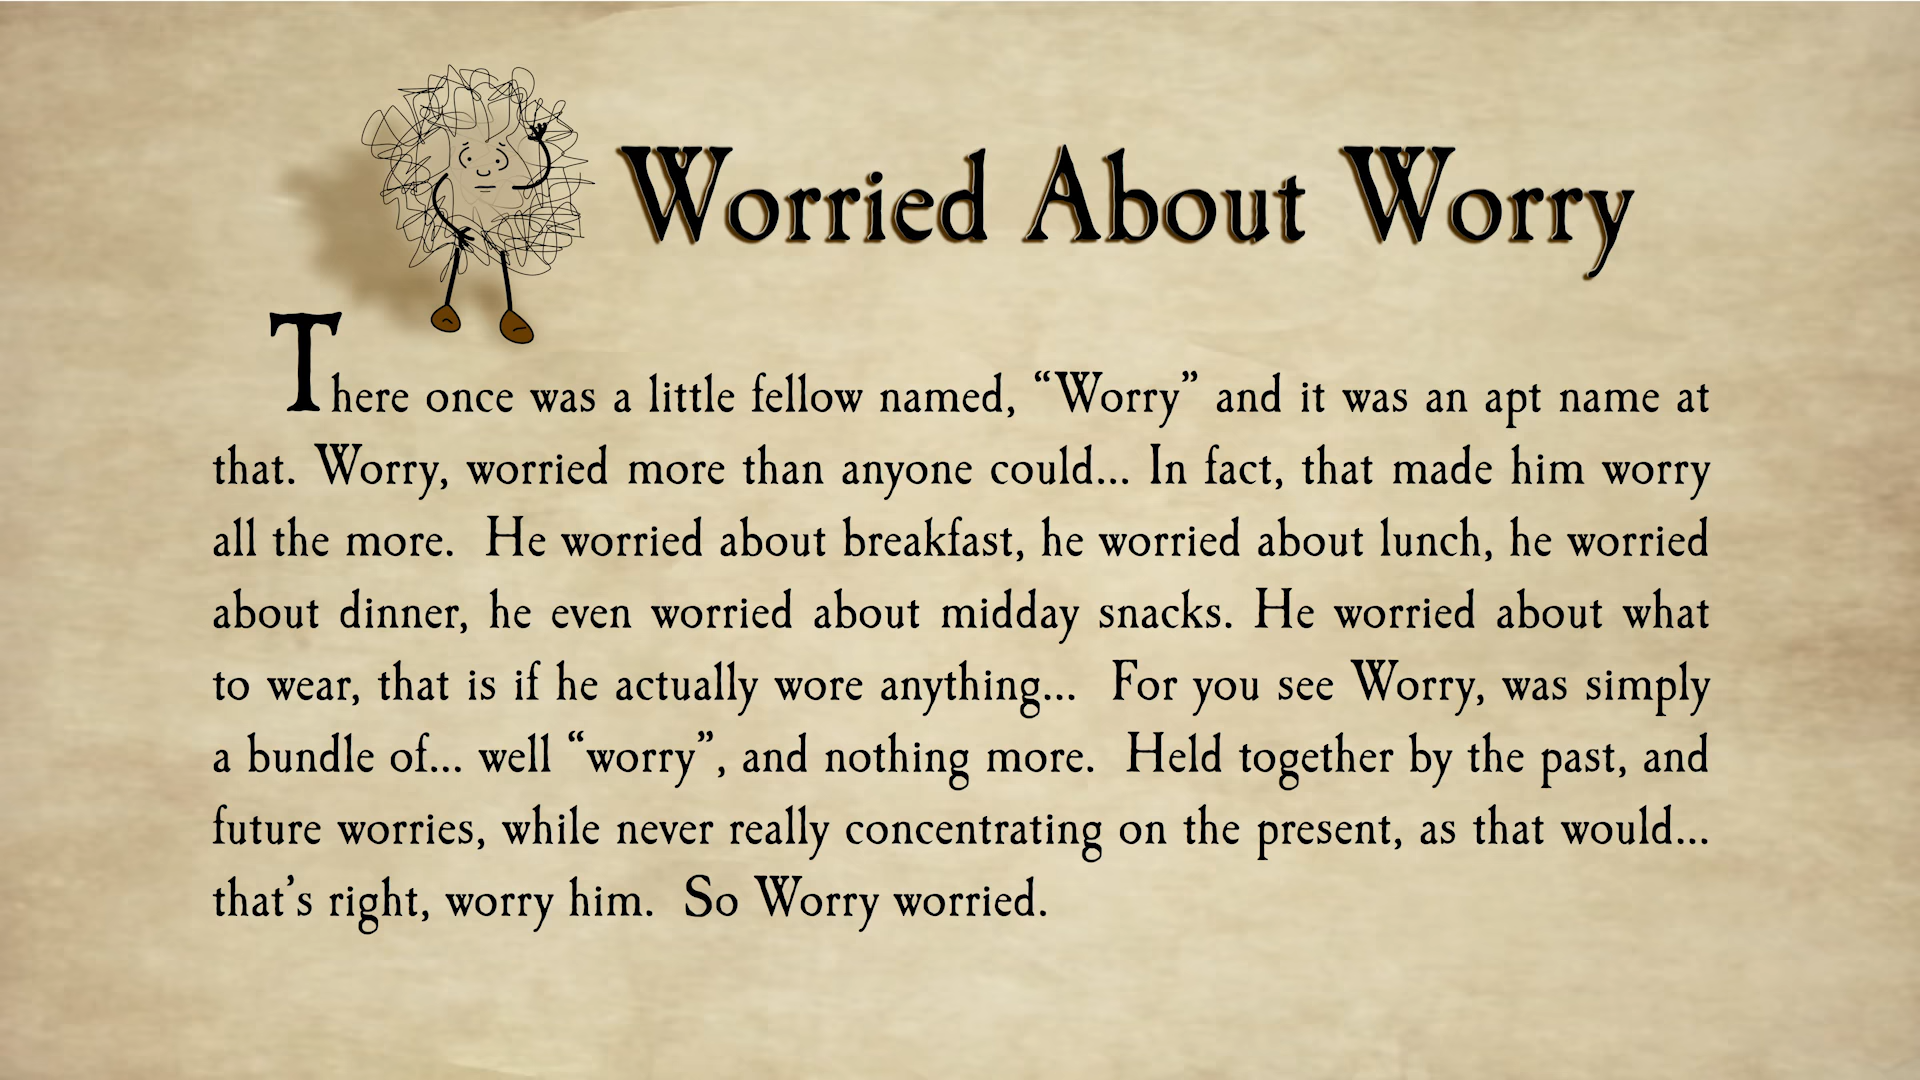 Worried About Worry
There once was a little fellow named, “Worry” and it was an apt name at
that. Worry, worried more than anyone could... In fact, that made him worry
all the more.  He worried about breakfast, he worried about lunch, he worried
about dinner, he even worried about midday snacks. He worried about what
to wear, that is if he actually wore anything...  For you see Worry, was simply
a bundle of... well “worry”, and nothing more.  Held together by the past, and
future worries, while never really concentrating on the present, as that would...
that’s right, worry him.  So Worry worried.